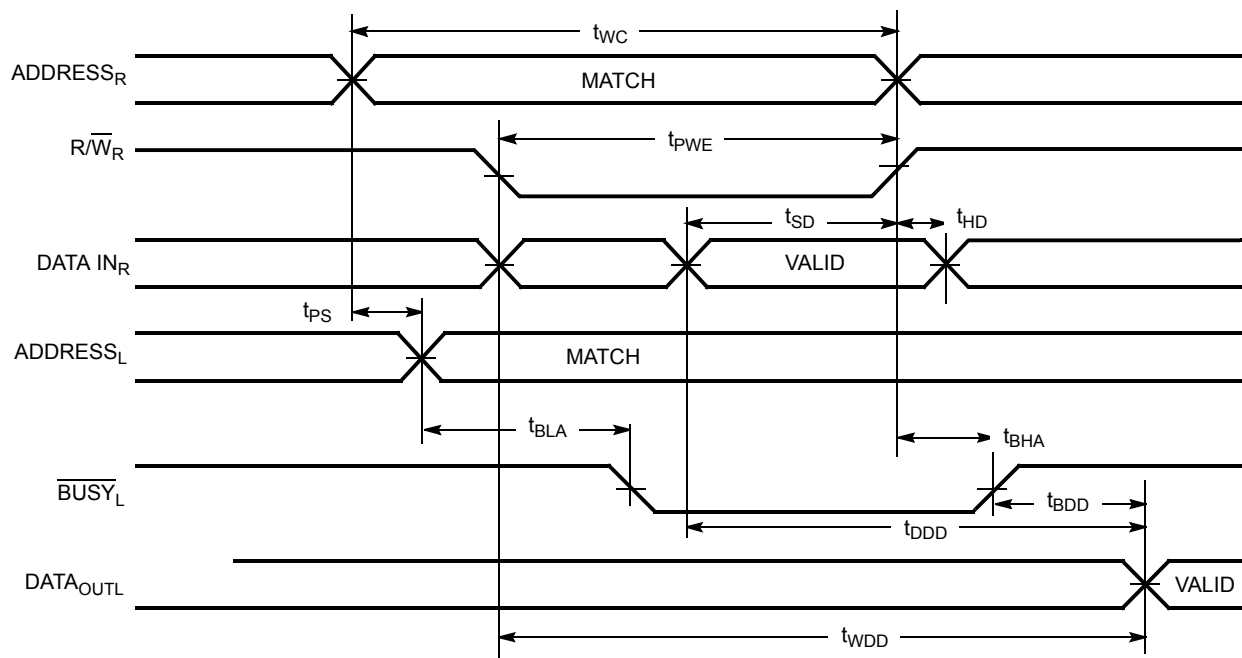 tWC
ADDRESSR
MATCH
tPWE
R/W̅R
tSD
tHD
DATA INR
VALID
tPS
ADDRESSL
MATCH
tBLA
tBHA
B̅U̅S̅Y̅L
tBDD
tDDD
DATAOUTL
VALID
tWDD